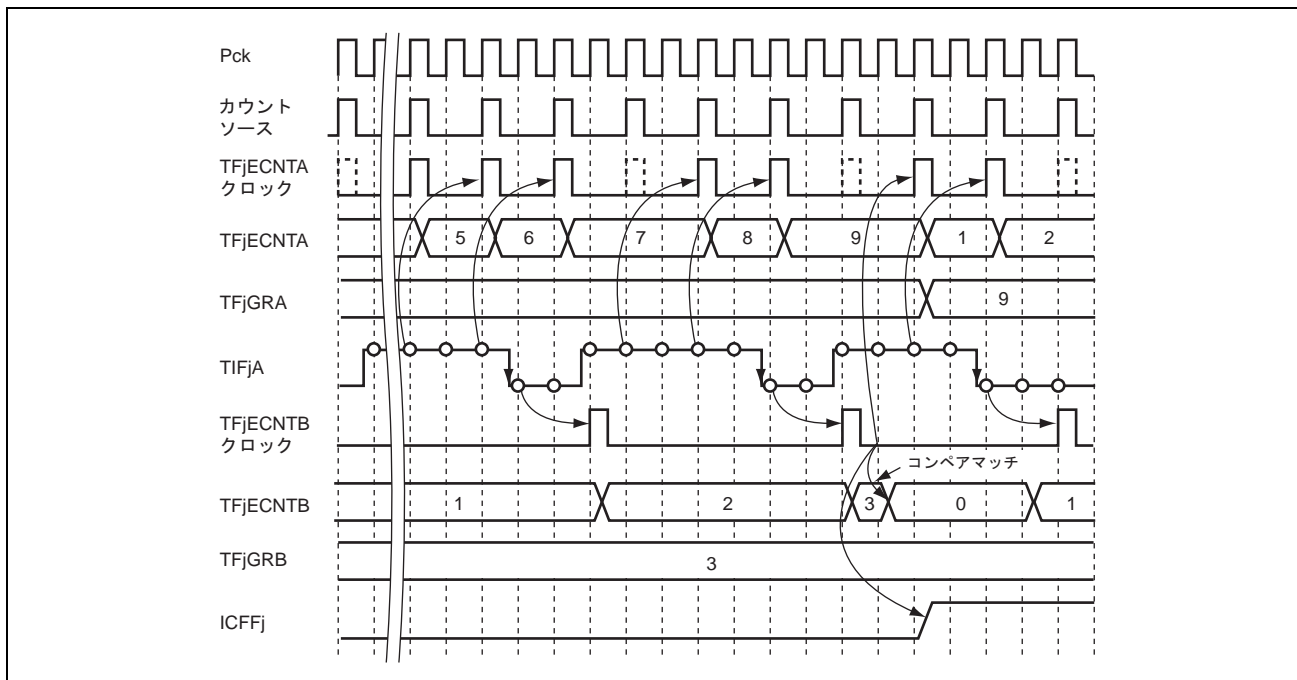 Pck
カウント
ソース
TFjECNTA
クロック
TFjECNTA
5 6 7 8 9 1 2
TFjGRA
9
TIFjA
TFjECNTB
クロック
コンペアマッチ
TFjECNTB
1 2 3 0 1
TFjGRB
3
ICFFj